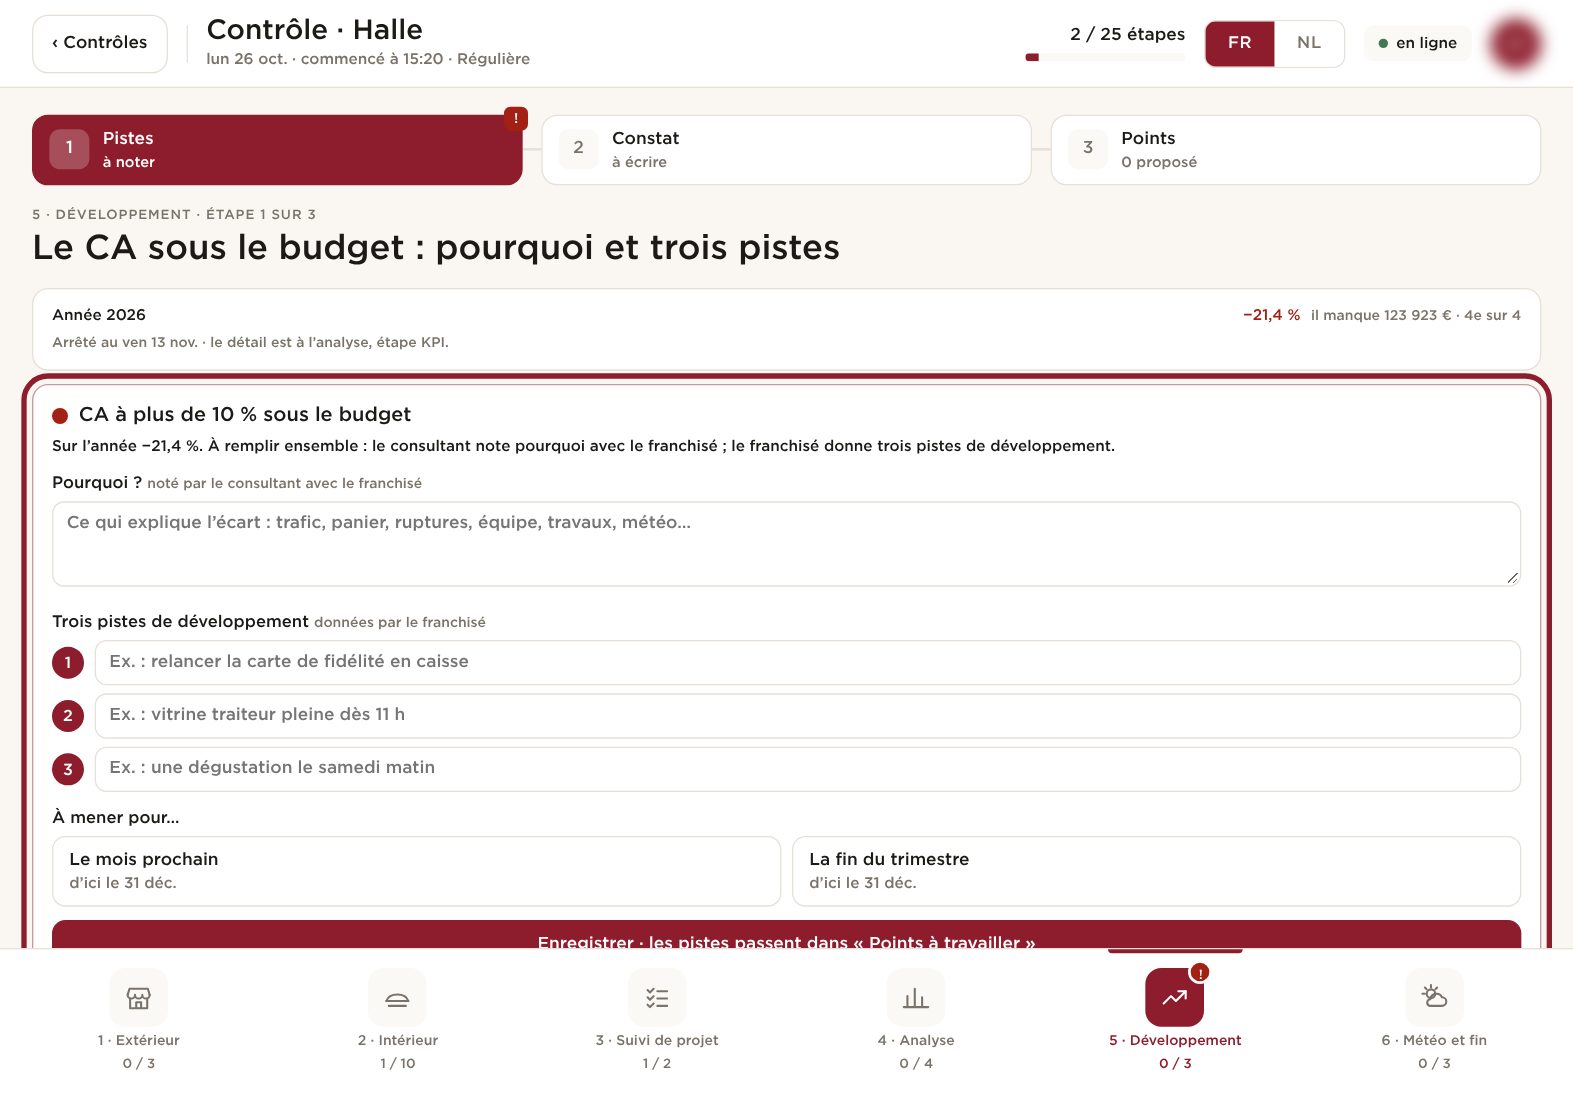 ‹ Contrôles
Contrôle · Halle
lun 26 oct. · commencé à 15:20 · Régulière
2 / 25 étapes
FR
NL
en ligne
1
Pistes
à noter
!
2
Constat
à écrire
3
Points
0 proposé
5 · DÉVELOPPEMENT · ÉTAPE 1 SUR 3
Le CA sous le budget : pourquoi et trois pistes
Année 2026
−21,4 % il manque 123 923 € · 4e sur 4
Arrêté au ven 13 nov. · le détail est à l’analyse, étape KPI.
CA à plus de 10 % sous le budget
Sur l’année −21,4 %. À remplir ensemble : le consultant note pourquoi avec le franchisé ; le franchisé donne trois pistes de développement.
Pourquoi ? noté par le consultant avec le franchisé
Ce qui explique l’écart : trafic, panier, ruptures, équipe, travaux, météo…
Trois pistes de développement données par le franchisé
1 Ex. : relancer la carte de fidélité en caisse
2 Ex. : vitrine traiteur pleine dès 11 h
3 Ex. : une dégustation le samedi matin
À mener pour…
Le mois prochain
d’ici le 31 déc.
La fin du trimestre
d’ici le 31 déc.
Enregistrer · les pistes passent dans « Points à travailler »
1 · Extérieur
0 / 3
2 · Intérieur
1 / 10
3 · Suivi de projet
1 / 2
4 · Analyse
0 / 4
!
5 · Développement
0 / 3
6 · Météo et fin
0 / 3